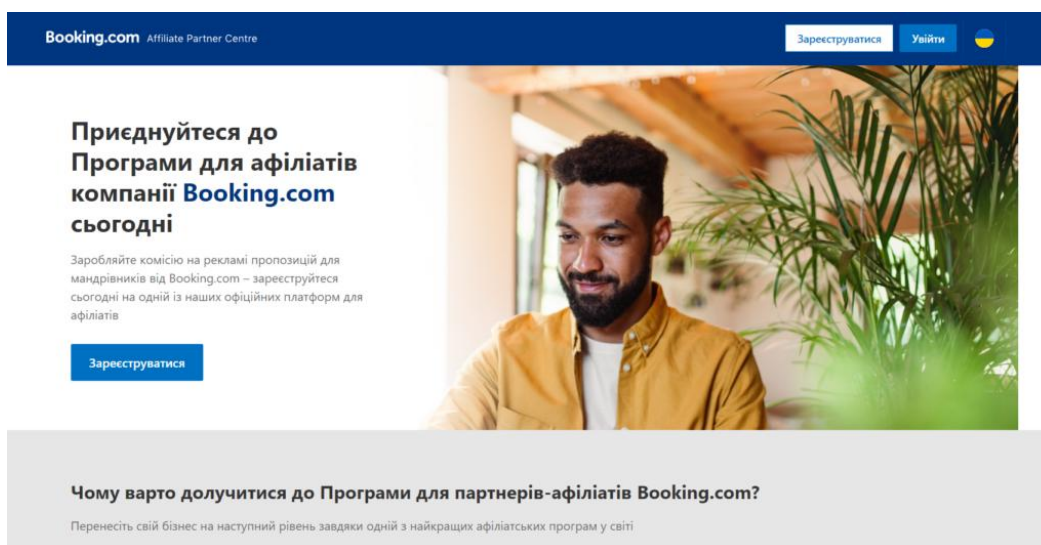 Booking.com Affiliate Partner Centre
Зареєструватися
Увійти
Приєднуйтеся до
Програми для афіліатів
компанії Booking.com
сьогодні
Заробляйте комісію на рекламі пропозицій для
мандрівників від Booking.com – зареєструйтеся
сьогодні на одній із наших офіційних платформ для
афіліатів
Зареєструватися
Чому варто долучитися до Програми для партнерів-афіліатів Booking.com?
Перенесіть свій бізнес на наступний рівень завдяки одній з найкращих афіліатських програм у світі